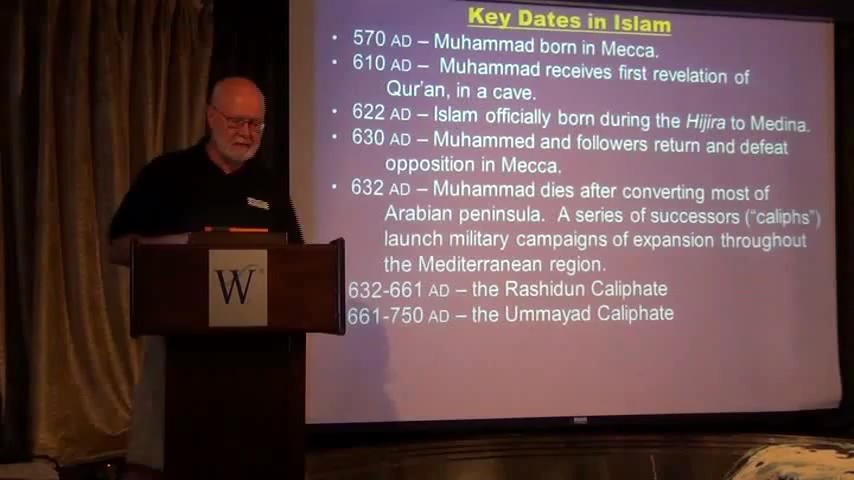 Key Dates in Islam
• 570 AD – Muhammad born in Mecca.
• 610 AD – Muhammad receives first revelation of
Qur'an, in a cave.
• 622 AD – Islam officially born during the Hijira to Medina.
• 630 AD – Muhammed and followers return and defeat
opposition in Mecca.
• 632 AD – Muhammad dies after converting most of
Arabian peninsula. A series of successors ("caliphs")
launch military campaigns of expansion throughout
the Mediterranean region.
632-661 AD – the Rashidun Caliphate
661-750 AD – the Ummayad Caliphate
W